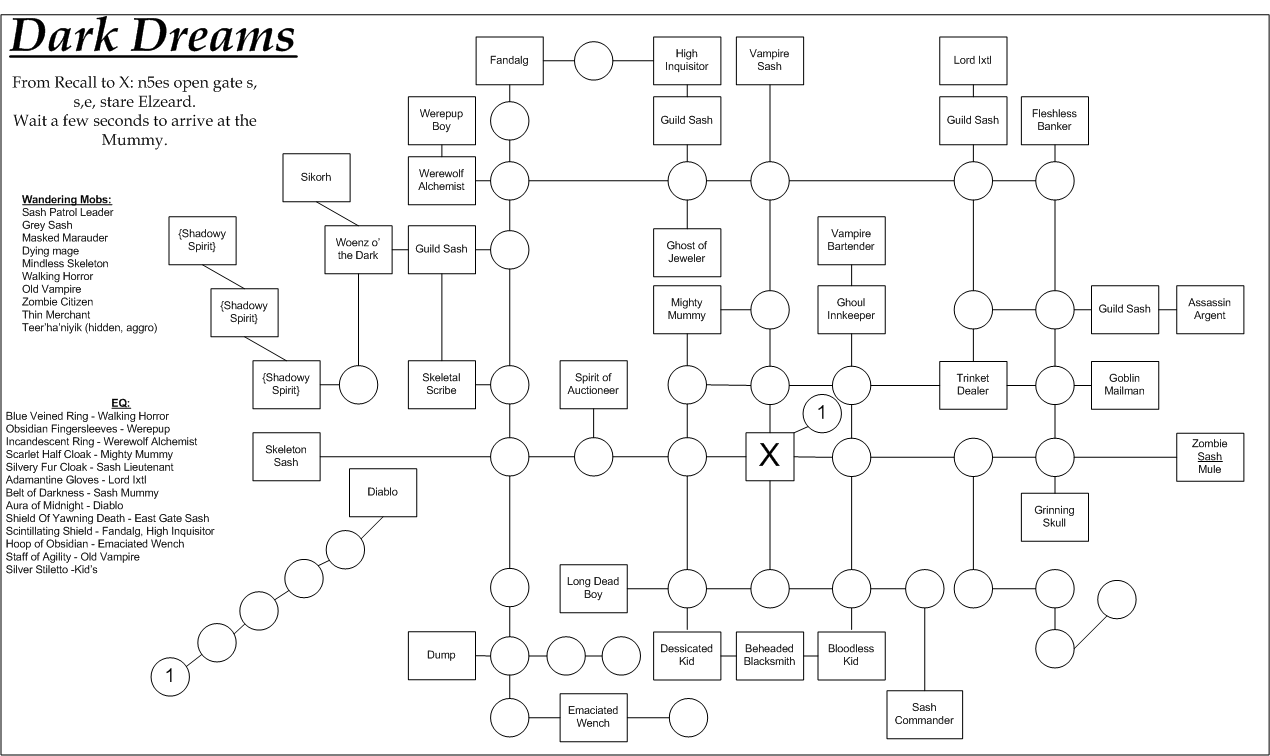 Dark Dreams
From Recall to X: n5es open gate s,
s,e, stare Elzeard.
Wait a few seconds to arrive at the
Mummy.
Wandering Mobs:
Sash Patrol Leader
Grey Sash
Masked Marauder
Dying mage
Mindless Skeleton
Walking Horror
Old Vampire
Zombie Citizen
Thin Merchant
Teer'ha'niyik (hidden, aggro)
EQ:
Blue Veined Ring - Walking Horror
Obsidian Fingersleeves - Werepup
Incandescent Ring - Werewolf Alchemist
Scarlet Half Cloak - Mighty Mummy
Silvery Fur Cloak - Sash Lieutenant
Adamantine Gloves - Lord Ixtl
Belt of Darkness - Sash Mummy
Aura of Midnight - Diablo
Shield Of Yawning Death - East Gate Sash
Scintillating Shield - Fandalg, High Inquisitor
Hoop of Obsidian - Emaciated Wench
Staff of Agility - Old Vampire
Silver Stiletto -Kid's
Fandalg
High
Inquisitor
Vampire
Sash
Lord Ixtl
Werepup
Boy
Guild Sash
Guild Sash
Fleshless
Banker
Sikorh
Werewolf
Alchemist
{Shadowy
Spirit}
Woenz o'
the Dark
Guild Sash
Ghost of
Jeweler
Vampire
Bartender
{Shadowy
Spirit}
Mighty
Mummy
Ghoul
Innkeeper
Guild Sash
Assassin
Argent
{Shadowy
Spirit}
Skeletal
Scribe
Spirit of
Auctioneer
Trinket
Dealer
Goblin
Mailman
1
Skeleton
Sash
X
Zombie
Sash
Mule
Diablo
Grinning
Skull
Long Dead
Boy
1
Dump
Dessicated
Kid
Beheaded
Blacksmith
Bloodless
Kid
Emaciated
Wench
Sash
Commander